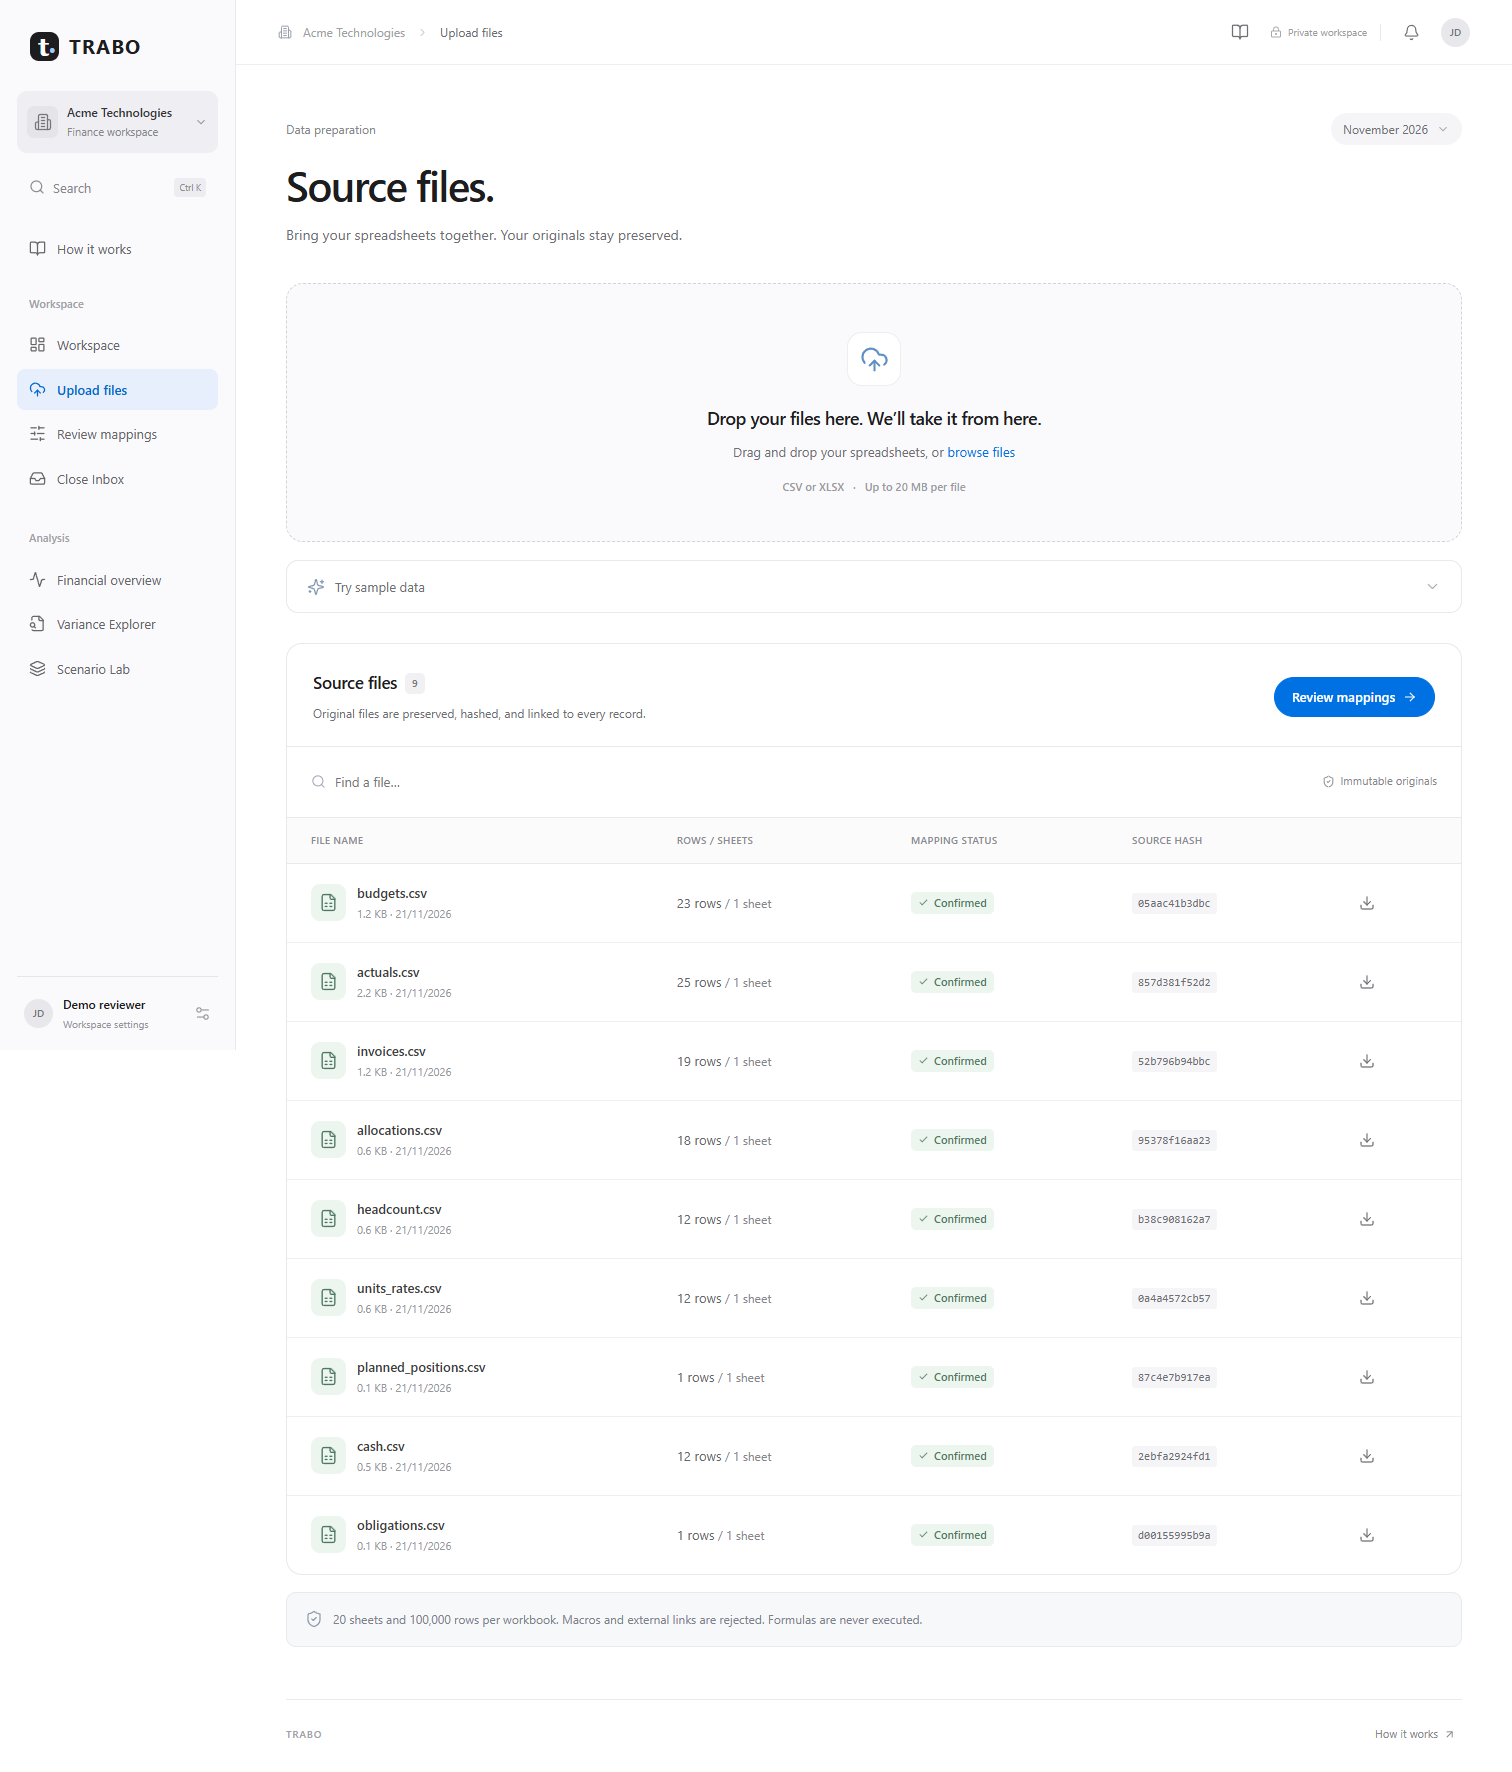 t. TRABO
Acme Technologies
Finance workspace
Search Ctrl K
How it works
Workspace
Workspace
Upload files
Review mappings
Close Inbox
Analysis
Financial overview
Variance Explorer
Scenario Lab
JD Demo reviewer
Workspace settings
Acme Technologies Upload files
Private workspace JD
Data preparation
November 2026
Source files.
Bring your spreadsheets together. Your originals stay preserved.
Drop your files here. We’ll take it from here.
Drag and drop your spreadsheets, or browse files
CSV or XLSX · Up to 20 MB per file
Try sample data
Source files 9
Original files are preserved, hashed, and linked to every record.
Review mappings
Find a file...
Immutable originals
FILE NAME ROWS / SHEETS MAPPING STATUS SOURCE HASH
budgets.csv
1.2 KB · 21/11/2026
23 rows / 1 sheet Confirmed 05aac41b3dbc
actuals.csv
2.2 KB · 21/11/2026
25 rows / 1 sheet Confirmed 857d381f52d2
invoices.csv
1.2 KB · 21/11/2026
19 rows / 1 sheet Confirmed 52b796b94bbc
allocations.csv
0.6 KB · 21/11/2026
18 rows / 1 sheet Confirmed 95378f16aa23
headcount.csv
0.6 KB · 21/11/2026
12 rows / 1 sheet Confirmed b38c908162a7
units_rates.csv
0.6 KB · 21/11/2026
12 rows / 1 sheet Confirmed 0a4a4572cb57
planned_positions.csv
0.1 KB · 21/11/2026
1 rows / 1 sheet Confirmed 87c4e7b917ea
cash.csv
0.5 KB · 21/11/2026
12 rows / 1 sheet Confirmed 2ebfa2924fd1
obligations.csv
0.1 KB · 21/11/2026
1 rows / 1 sheet Confirmed d00155995b9a
20 sheets and 100,000 rows per workbook. Macros and external links are rejected. Formulas are never executed.
TRABO
How it works